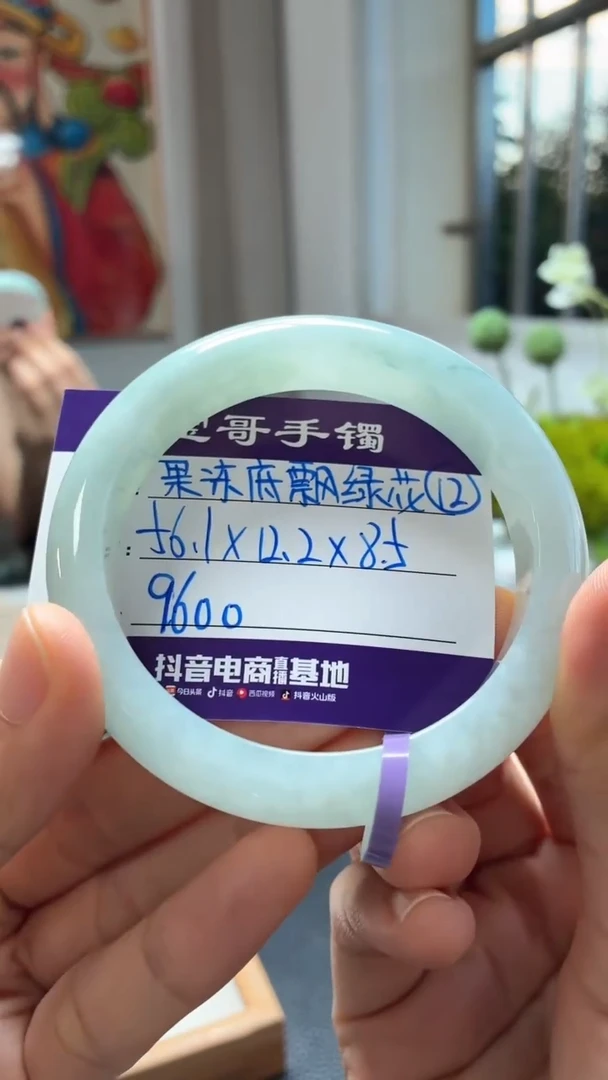 哥手镯
果冻底飘绿花(12)
: 56.1×12.2×8.5
9600
抖音电商直播基地
今日头条 抖音 西瓜视频 抖音火山版